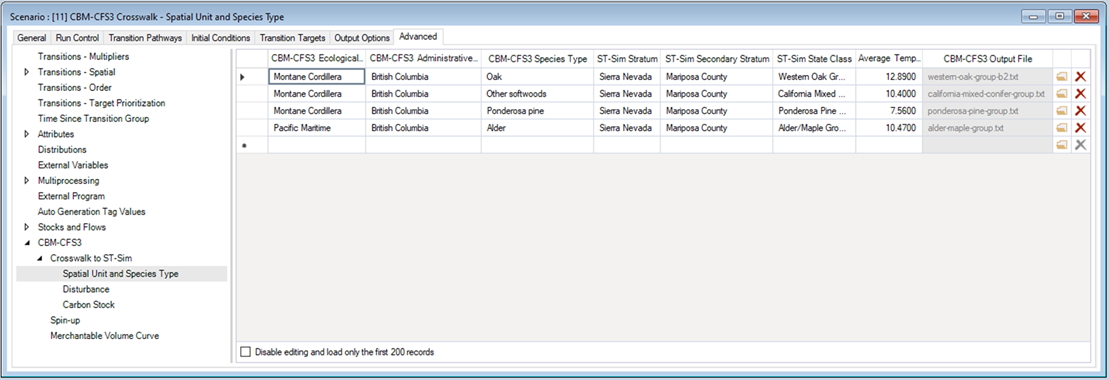 Scenario : [11] CBM-CFS3 Crosswalk - Spatial Unit and Species Type
General Run Control Transition Pathways Initial Conditions Transition Targets Output Options Advanced
Transitions - Multipliers
Transitions - Spatial
Transitions - Order
Transitions - Target Prioritization
Time Since Transition Group
Attributes
Distributions
External Variables
Multiprocessing
External Program
Auto Generation Tag Values
Stocks and Flows
CBM-CFS3
Crosswalk to ST-Sim
Spatial Unit and Species Type
Disturbance
Carbon Stock
Spin-up
Merchantable Volume Curve
CBM-CFS3 Ecological... CBM-CFS3 Administrative... CBM-CFS3 Species Type ST-Sim Stratum ST-Sim Secondary Stratum ST-Sim State Class Average Temp... CBM-CFS3 Output File
Montane Cordillera British Columbia Oak Sierra Nevada Mariposa County Western Oak Gr... 12.8900 western-oak-group-b2.txt
Montane Cordillera British Columbia Other softwoods Sierra Nevada Mariposa County California Mixed ... 10.4000 california-mixed-conifer-group.txt
Montane Cordillera British Columbia Ponderosa pine Sierra Nevada Mariposa County Ponderosa Pine ... 7.5600 ponderosa-pine-group.txt
Pacific Maritime British Columbia Alder Sierra Nevada Mariposa County Alder/Maple Gro... 10.4700 alder-maple-group.txt
Disable editing and load only the first 200 records